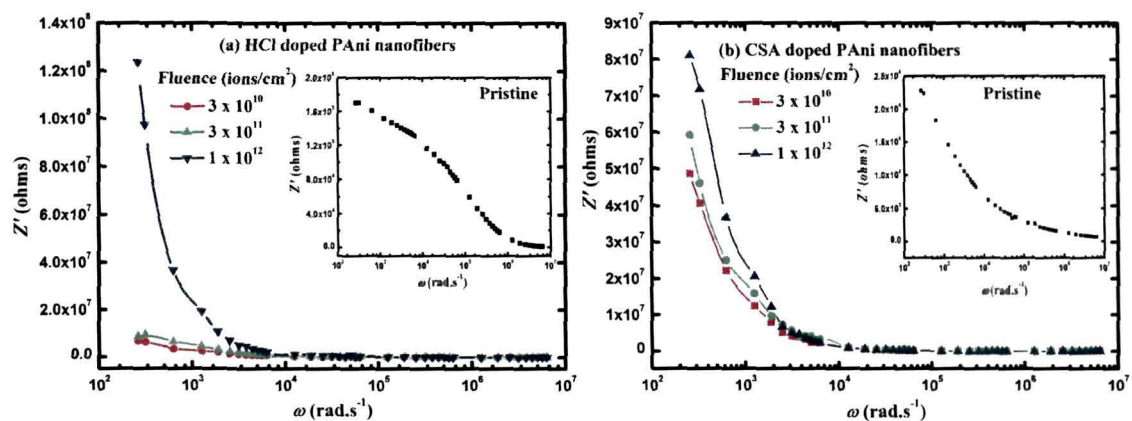 1.4x10⁸
1.2x10⁸
1.0x10⁸
8.0x10⁷
6.0x10⁷
4.0x10⁷
2.0x10⁷
0.0
Z' (ohms)
(a) HCl doped PAni nanofibers
Fluence (ions/cm²)
3 x 10¹⁰
3 x 10¹¹
1 x 10¹²
Pristine
Z' (ohms)
0.0
ω (rad.s⁻¹)
10² 10³ 10⁴ 10⁵ 10⁶ 10⁷
ω (rad.s⁻¹)
9x10⁷
8x10⁷
7x10⁷
6x10⁷
5x10⁷
4x10⁷
3x10⁷
2x10⁷
1x10⁷
0
Z' (ohms)
(b) CSA doped PAni nanofibers
Fluence (ions/cm²)
3 x 10¹⁰
3 x 10¹¹
1 x 10¹²
Pristine
Z' (ohms)
0.0
ω (rad.s⁻¹)
10² 10³ 10⁴ 10⁵ 10⁶ 10⁷
ω (rad.s⁻¹)